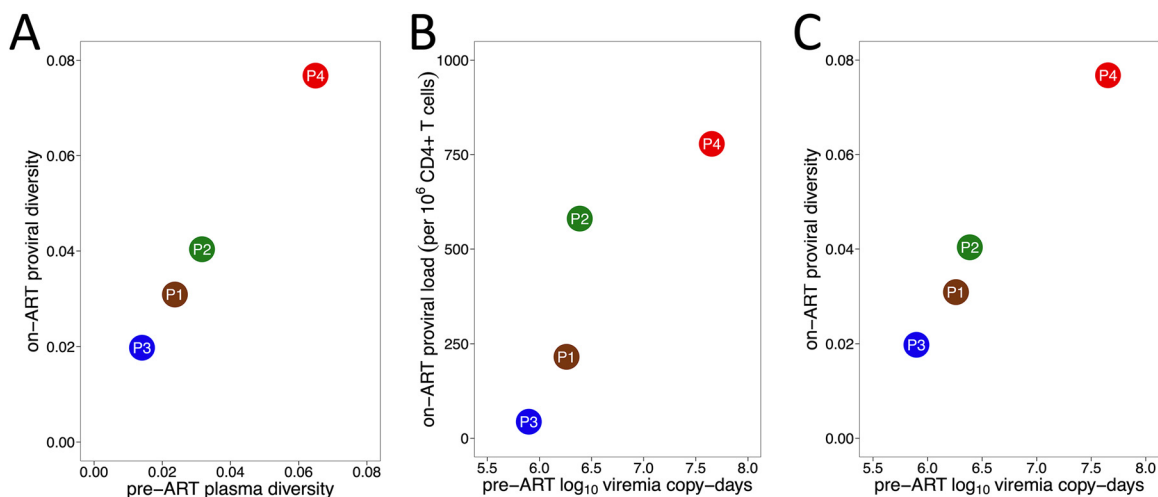 A
on−ART proviral diversity
0.08
0.06
0.04
0.02
0.00
P4
P2
P1
P3
0.00 0.02 0.04 0.06 0.08
pre−ART plasma diversity
B
on−ART proviral load (per 10⁶ CD4+ T cells)
1000
750
500
250
0
P4
P2
P1
P3
5.5 6.0 6.5 7.0 7.5 8.0
pre−ART log₁₀ viremia copy−days
C
on−ART proviral diversity
0.08
0.06
0.04
0.02
0.00
P4
P2
P1
P3
5.5 6.0 6.5 7.0 7.5 8.0
pre−ART log₁₀ viremia copy−days